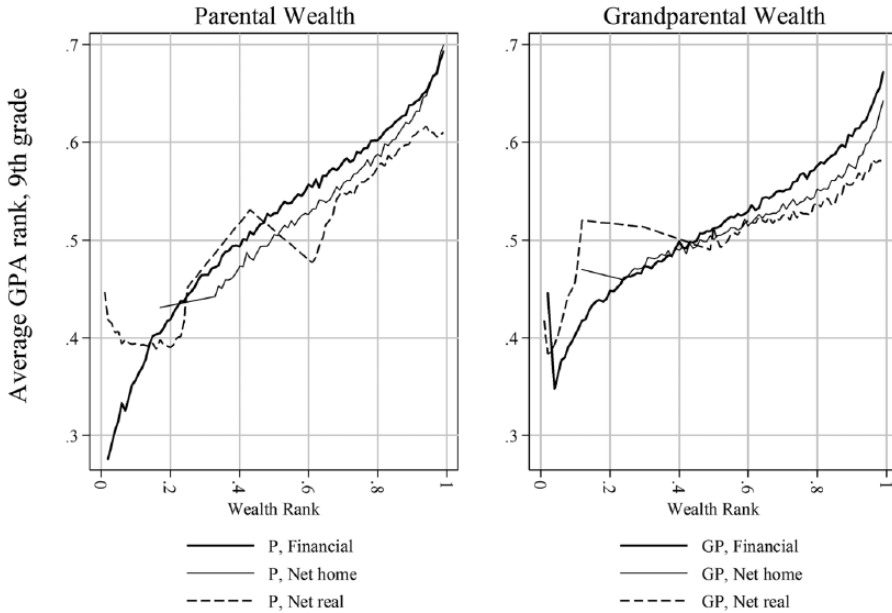 Parental Wealth
Grandparental Wealth
Average GPA rank, 9th grade
.7
.6
.5
.4
.3
0
.2
.4
.6
.8
1
Wealth Rank
.7
.6
.5
.4
.3
0
.2
.4
.6
.8
1
Wealth Rank
P, Financial
P, Net home
P, Net real
GP, Financial
GP, Net home
GP, Net real